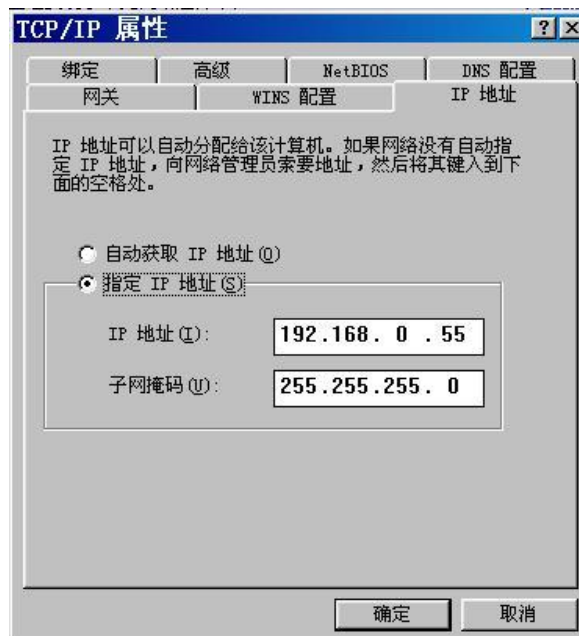 TCP/IP 属性
绑定 高级 NetBIOS DNS 配置
网关 WINS 配置 IP 地址
IP 地址可以自动分配给该计算机。如果网络没有自动指
定 IP 地址，向网络管理员索要地址，然后将其键入到下
面的空格处。
自动获取 IP 地址(O)
指定 IP 地址(S)
IP 地址(I): 192.168. 0 .55
子网掩码(U): 255.255.255. 0
确定 取消